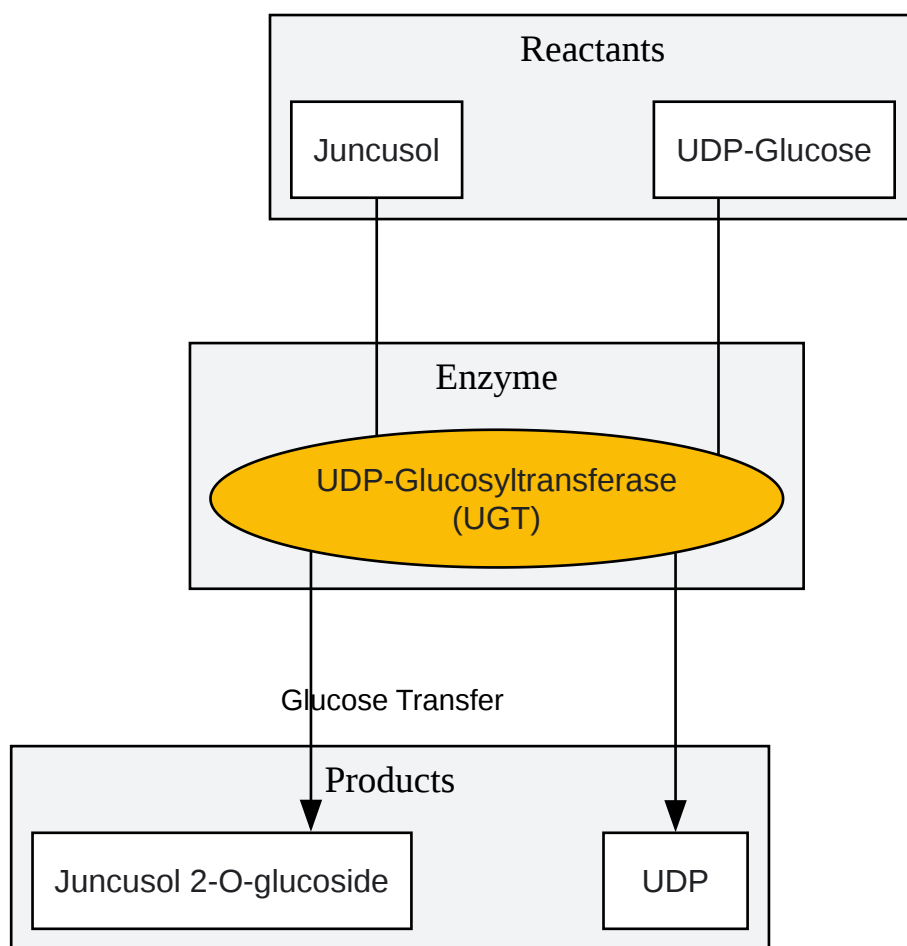 Reactants
Juncusol
UDP-Glucose
Enzyme
UDP-Glucosyltransferase
(UGT)
Glucose Transfer
Products
Juncusol 2-O-glucoside
UDP